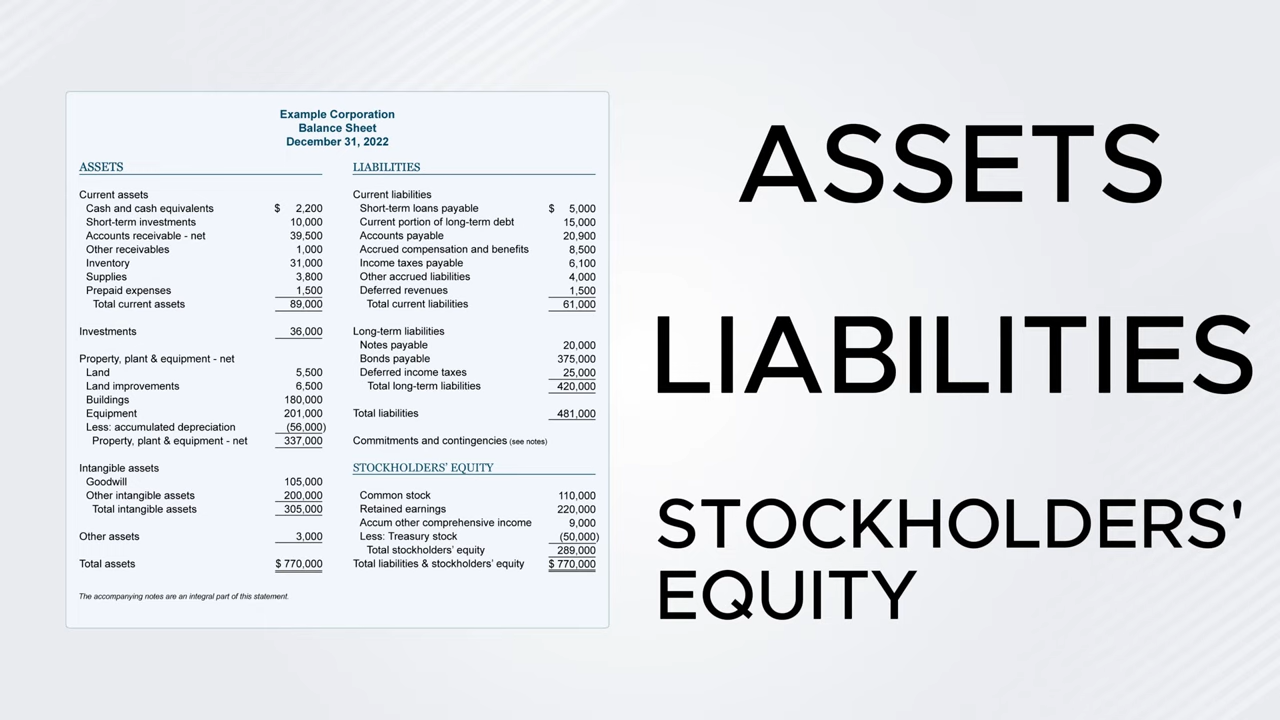 Example Corporation
Balance Sheet
December 31, 2022
ASSETS
Current assets
Cash and cash equivalents $ 2,200
Short-term investments 10,000
Accounts receivable - net 39,500
Other receivables 1,000
Inventory 31,000
Supplies 3,800
Prepaid expenses 1,500
Total current assets 89,000
Investments 36,000
Property, plant & equipment - net
Land 5,500
Land improvements 6,500
Buildings 180,000
Equipment 201,000
Less: accumulated depreciation (56,000)
Property, plant & equipment - net 337,000
Intangible assets
Goodwill 105,000
Other intangible assets 200,000
Total intangible assets 305,000
Other assets 3,000
Total assets $ 770,000
LIABILITIES
Current liabilities
Short-term loans payable $ 5,000
Current portion of long-term debt 15,000
Accounts payable 20,900
Accrued compensation and benefits 8,500
Income taxes payable 6,100
Other accrued liabilities 4,000
Deferred revenues 1,500
Total current liabilities 61,000
Long-term liabilities
Notes payable 20,000
Bonds payable 375,000
Deferred income taxes 25,000
Total long-term liabilities 420,000
Total liabilities 481,000
Commitments and contingencies (see notes)
STOCKHOLDERS’ EQUITY
Common stock 110,000
Retained earnings 220,000
Accum other comprehensive income 9,000
Less: Treasury stock (50,000)
Total stockholders’ equity 289,000
Total liabilities & stockholders’ equity $ 770,000
The accompanying notes are an integral part of this statement.
ASSETS
LIABILITIES
STOCKHOLDERS'
EQUITY